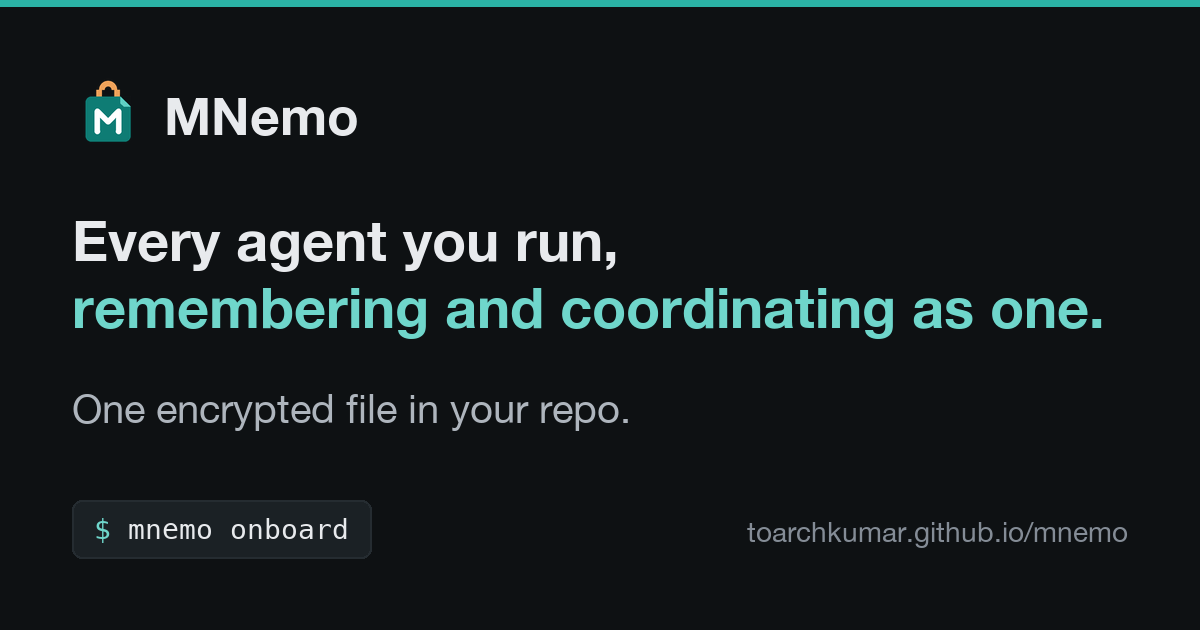 M
MNemo
Every agent you run,
remembering and coordinating as one.
One encrypted file in your repo.
$ mnemo onboard
toarchkumar.github.io/mnemo